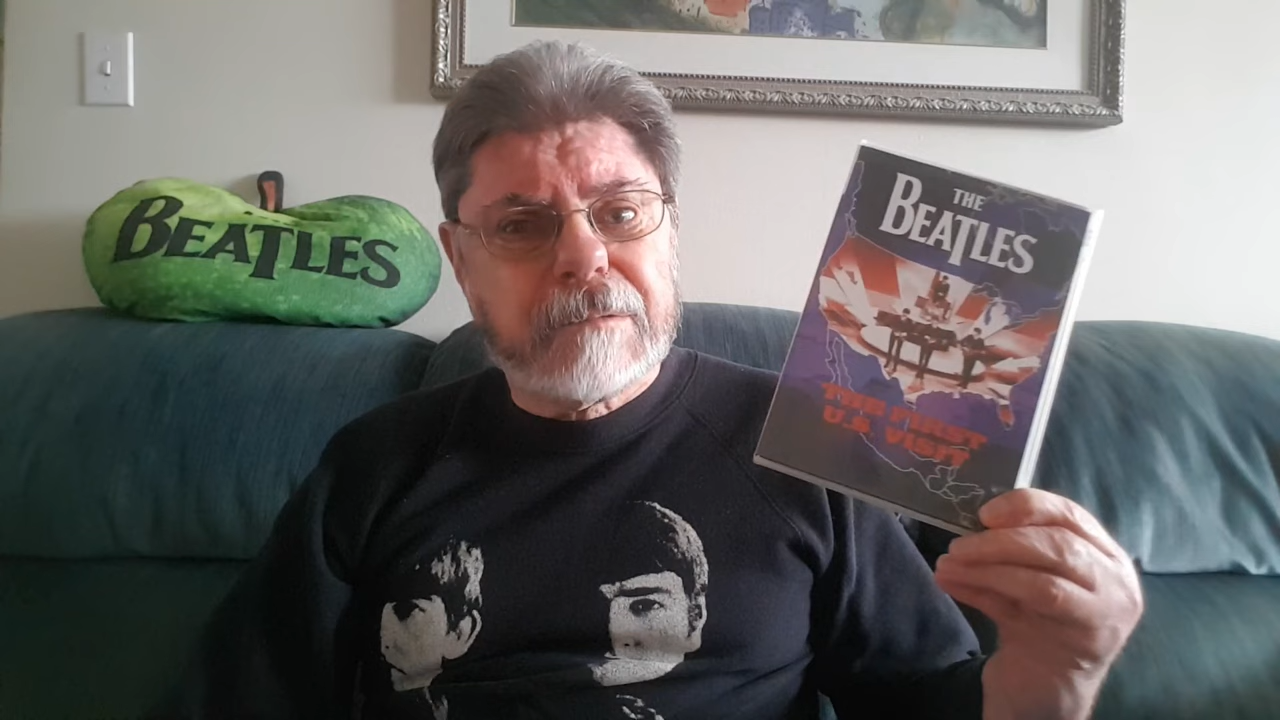 BEATLES
THE
BEATLES
THE FIRST
U.S. VISIT